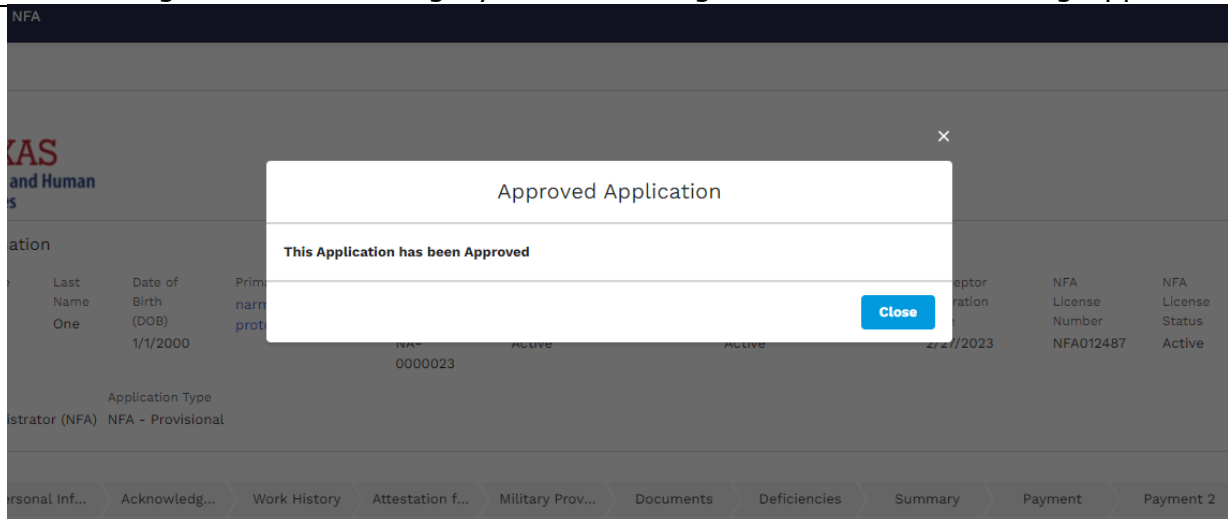 NFA
XAS
and Human
es
Approved Application
This Application has been Approved
Close
ation
Last Name
One
Date of Birth (DOB)
1/1/2000
NA-0000023
Active
Active
2/27/2023
NFA License Number
NFA012487
NFA License Status
Active
istrator (NFA)
Application Type
NFA - Provisional
ersonal Inf...
Acknowledg...
Work History
Attestation f...
Military Prov...
Documents
Deficiencies
Summary
Payment
Payment 2